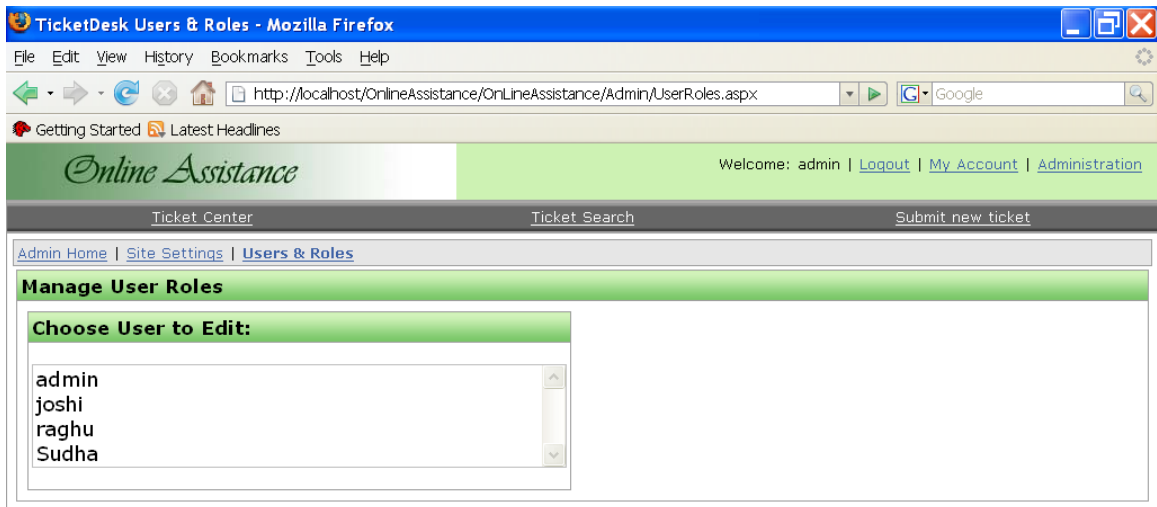 TicketDesk Users & Roles - Mozilla Firefox
File Edit View History Bookmarks Tools Help
http://localhost/OnlineAssistance/OnLineAssistance/Admin/UserRoles.aspx G Google
Getting Started Latest Headlines
Online Assistance Welcome: admin | Logout | My Account | Administration
Ticket Center Ticket Search Submit new ticket
Admin Home | Site Settings | Users & Roles
Manage User Roles
Choose User to Edit:
admin
joshi
raghu
Sudha